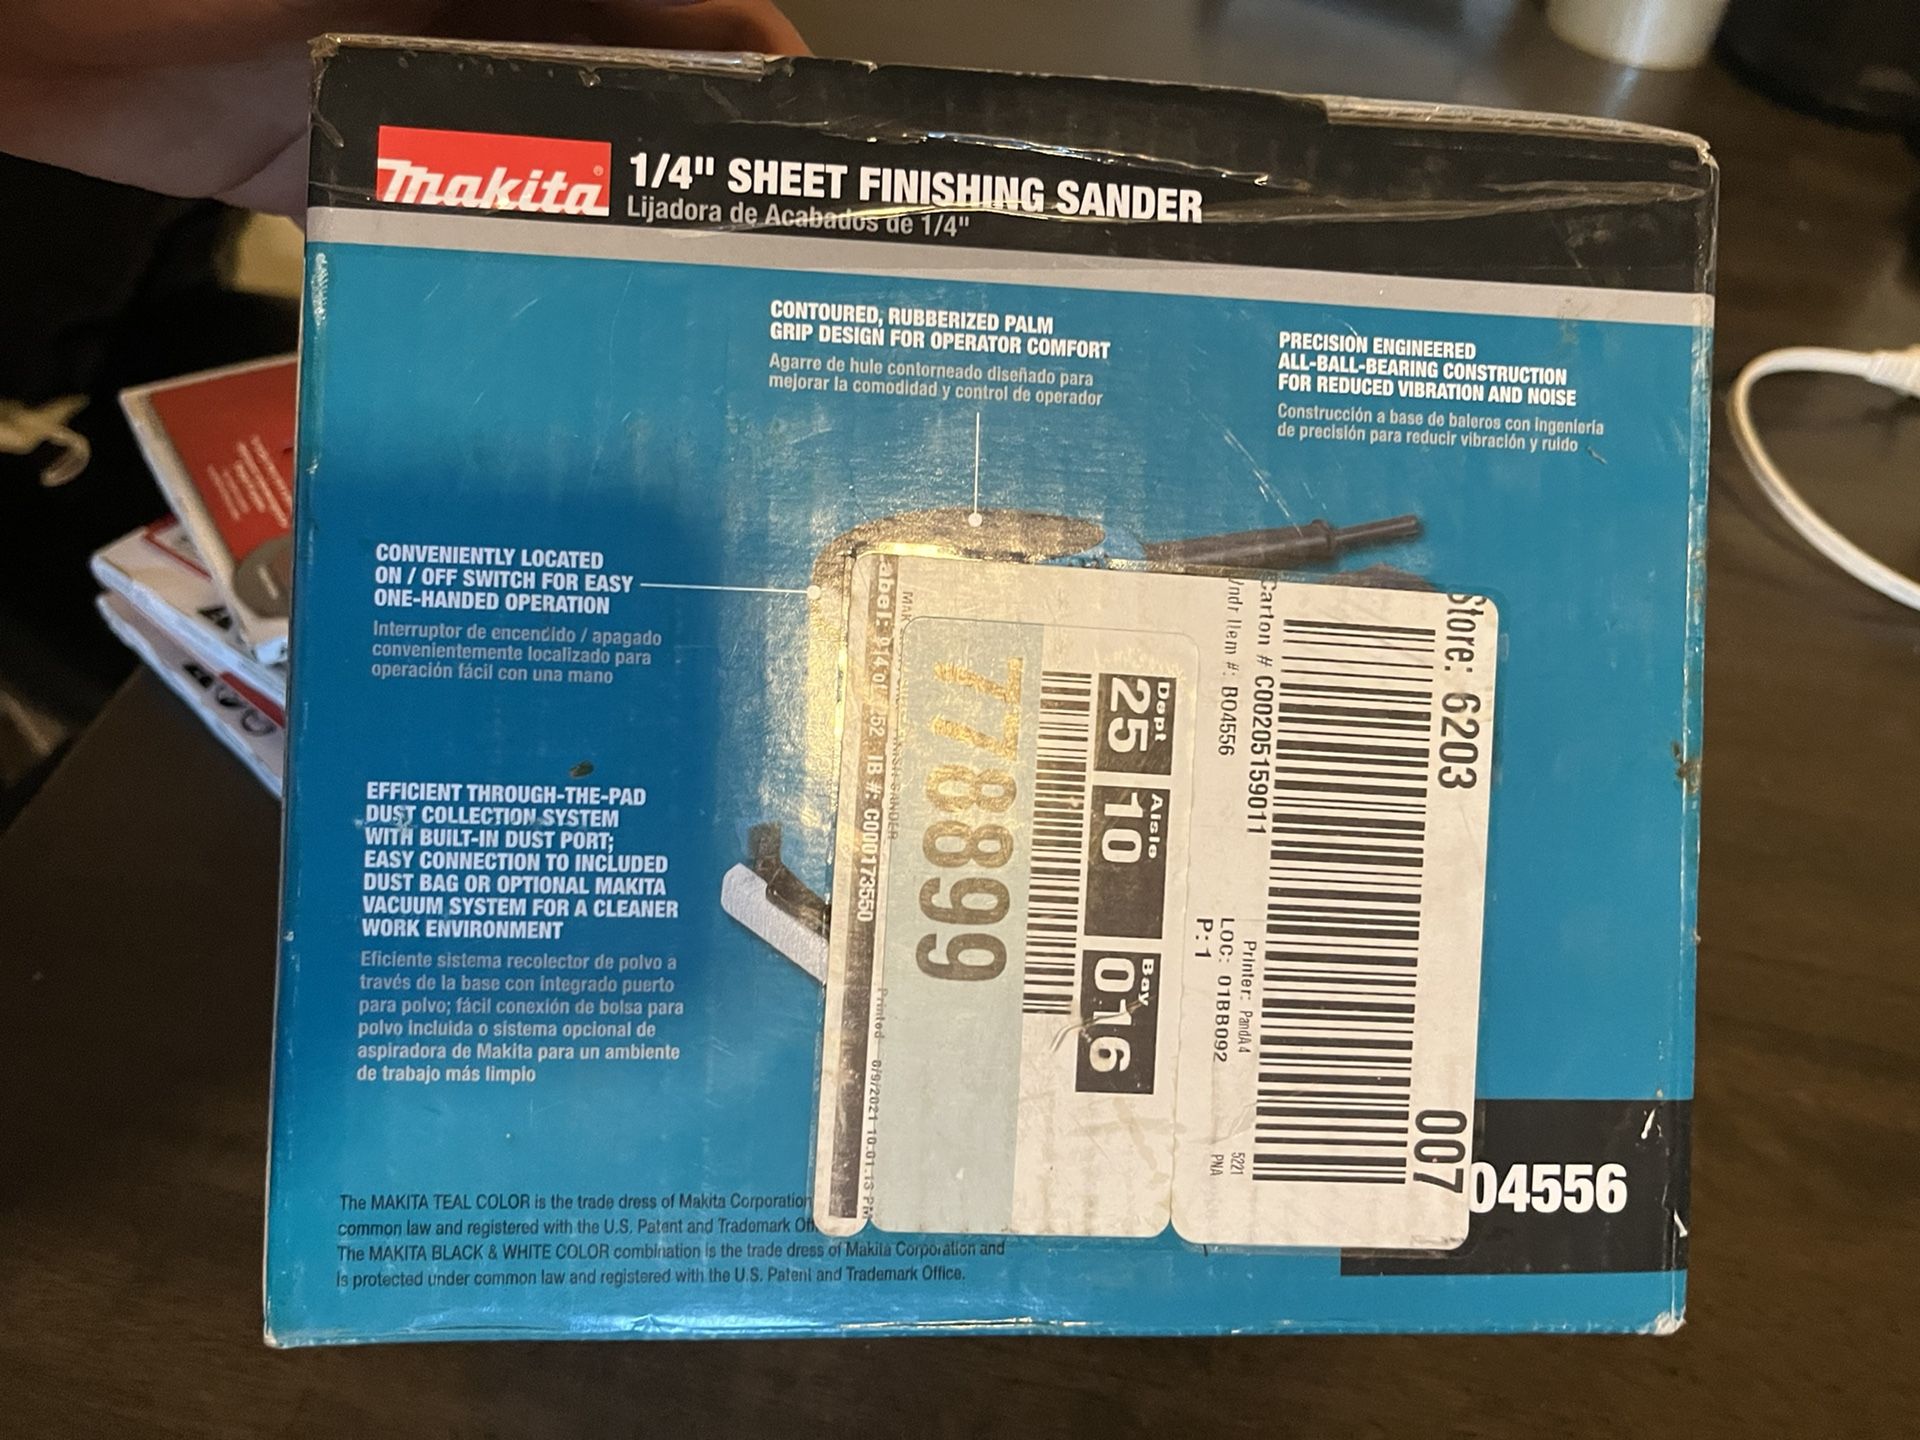 makita®
1/4" SHEET FINISHING SANDER
Lijadora de Acabados de 1/4"
CONTOURED, RUBBERIZED PALM
GRIP DESIGN FOR OPERATOR COMFORT
Agarre de hule contorneado diseñado para
mejorar la comodidad y control de operador
PRECISION ENGINEERED
ALL-BALL-BEARING CONSTRUCTION
FOR REDUCED VIBRATION AND NOISE
Construcción a base de baleros con ingeniería
de precisión para reducir vibración y ruido
CONVENIENTLY LOCATED
ON / OFF SWITCH FOR EASY
ONE-HANDED OPERATION
Interruptor de encendido / apagado
convenientemente localizado para
operación fácil con una mano
EFFICIENT THROUGH-THE-PAD
DUST COLLECTION SYSTEM
WITH BUILT-IN DUST PORT;
EASY CONNECTION TO INCLUDED
DUST BAG OR OPTIONAL MAKITA
VACUUM SYSTEM FOR A CLEANER
WORK ENVIRONMENT
Eficiente sistema recolector de polvo a
través de la base con integrado puerto
para polvo; fácil conexión de bolsa para
polvo incluida o sistema opcional de
aspiradora de Makita para un ambiente
de trabajo más limpio
Store: 6203
007
Carton # C002051159011
Vndr Item #: BO4556
Printer: PandA 4
5221
LOC: 01BB092
PNA
P:1
Dept Aisle Bay
25 10 016
778899
IB #: C000173550
Printed
04556
The MAKITA TEAL COLOR is the trade dress of Makita Corporation
common law and registered with the U.S. Patent and Trademark Off
The MAKITA BLACK & WHITE COLOR combination is the trade dress of Makita Corporation and
is protected under common law and registered with the U.S. Patent and Trademark Office.